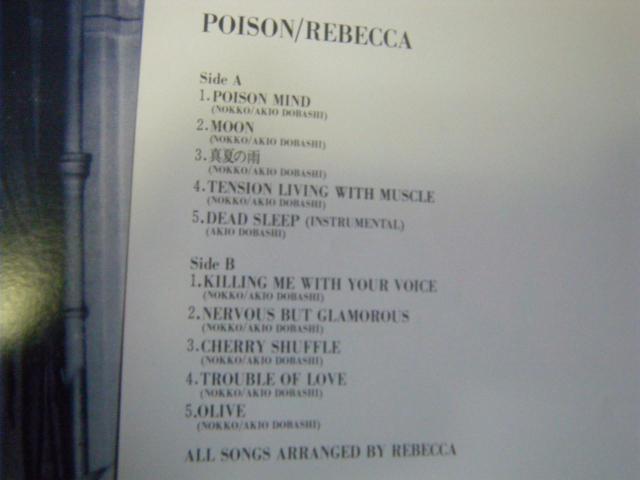 POISON/REBECCA
Side A
1.POISON MIND
(NOKKO/AKIO DOBASHI)
2.MOON
(NOKKO/AKIO DOBASHI)
3.真夏の雨
(NOKKO/AKIO DOBASHI)
4.TENSION LIVING WITH MUSCLE
(NOKKO/AKIO DOBASHI)
5.DEAD SLEEP (INSTRUMENTAL)
(AKIO DOBASHI)
Side B
1.KILLING ME WITH YOUR VOICE
(NOKKO/AKIO DOBASHI)
2.NERVOUS BUT GLAMOROUS
(NOKKO/AKIO DOBASHI)
3.CHERRY SHUFFLE
(NOKKO/AKIO DOBASHI)
4.TROUBLE OF LOVE
(NOKKO/AKIO DOBASHI)
5.OLIVE
(NOKKO/AKIO DOBASHI)
ALL SONGS ARRANGED BY REBECCA